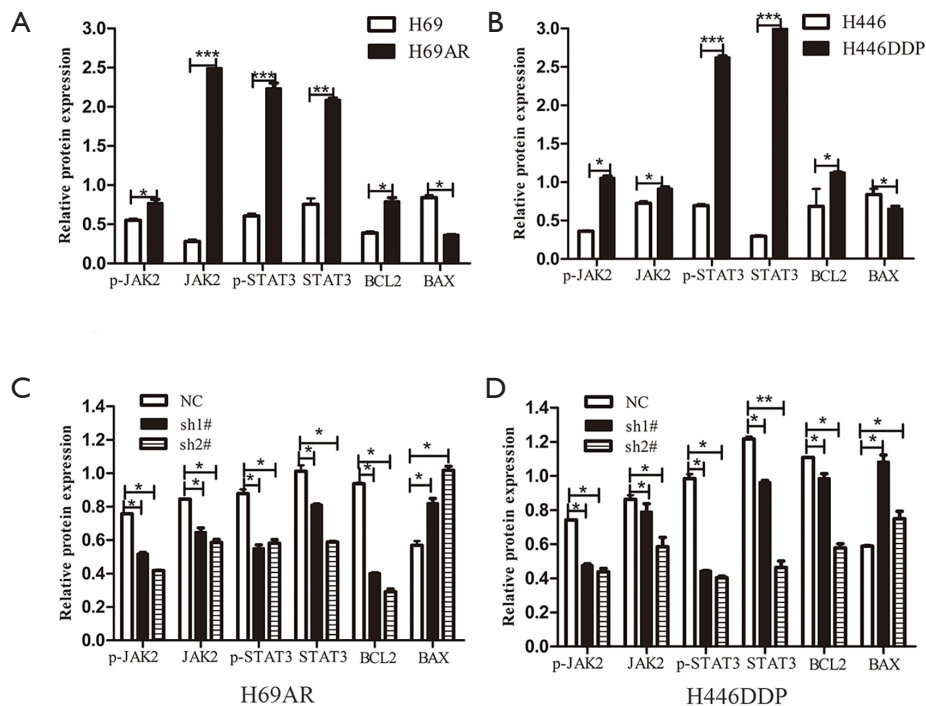 A
H69
H69AR
Relative protein expression
3.0
2.5
2.0
1.5
1.0
0.5
0.0
* *** *** ** * *
p-JAK2 JAK2 p-STAT3 STAT3 BCL2 BAX
B
H446
H446DDP
Relative protein expression
3.0
2.5
2.0
1.5
1.0
0.5
0.0
* * *** *** * *
p-JAK2 JAK2 p-STAT3 STAT3 BCL2 BAX
C
NC
sh1#
sh2#
Relative protein expression
1.4
1.2
1.0
0.8
0.6
0.4
0.2
0.0
* * * * * *
* * * * * *
p-JAK2 JAK2 p-STAT3 STAT3 BCL2 BAX
H69AR
D
NC
sh1#
sh2#
Relative protein expression
1.4
1.2
1.0
0.8
0.6
0.4
0.2
0.0
* * * ** * *
* * * * * *
p-JAK2 JAK2 p-STAT3 STAT3 BCL2 BAX
H446DDP